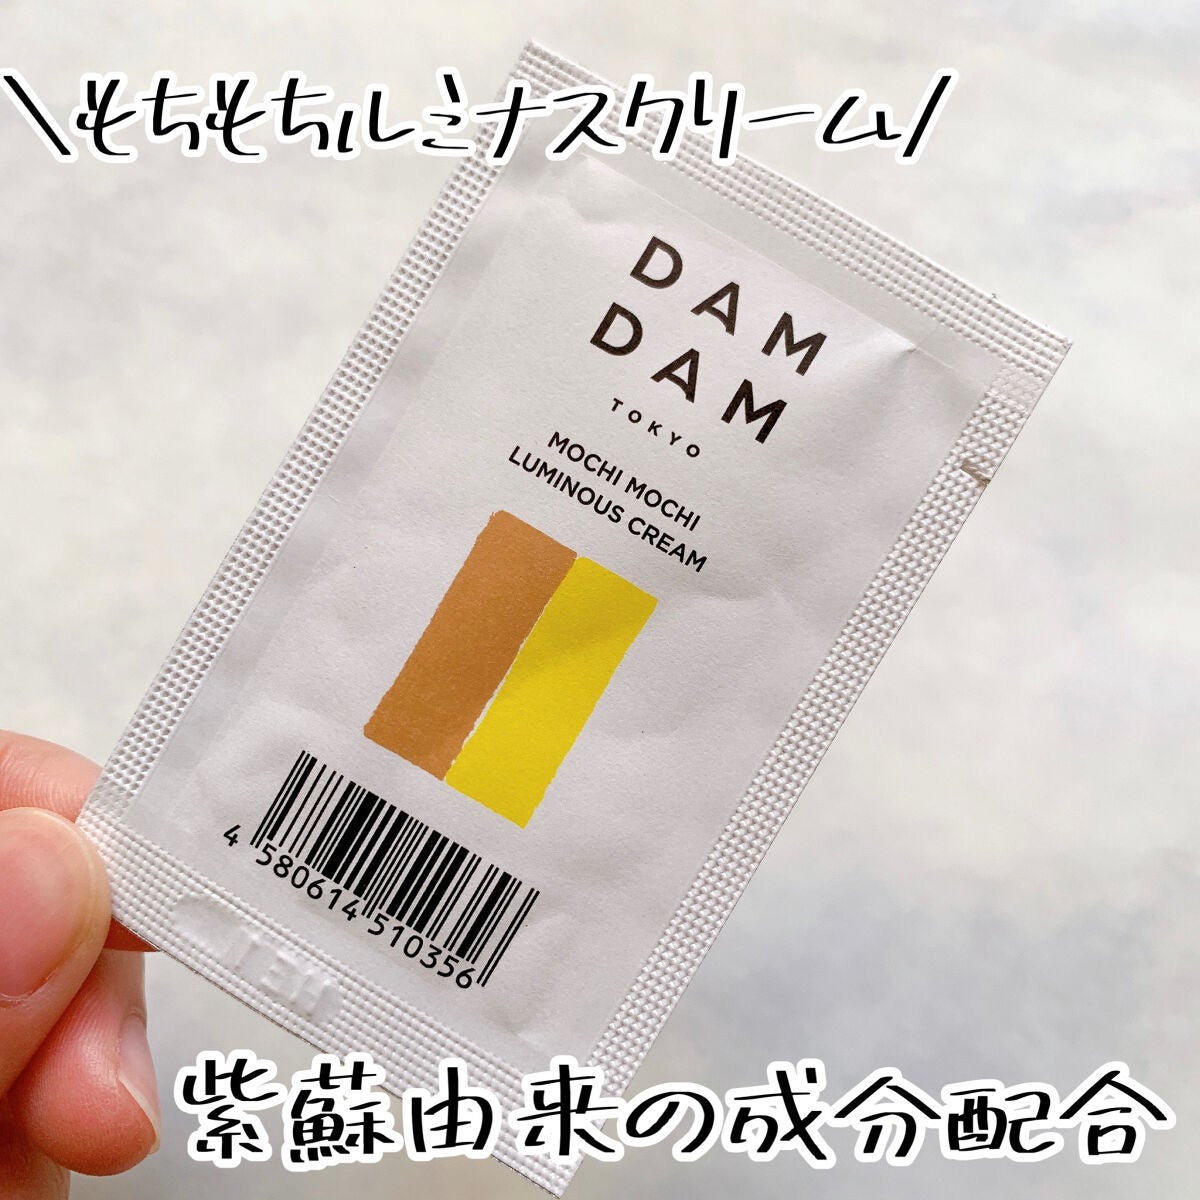 \もちもちルミナスクリーム/
DAM
DAM
TOKYO
MOCHI MOCHI
LUMINOUS CREAM
4 580614 510356
紫蘇由来の成分配合